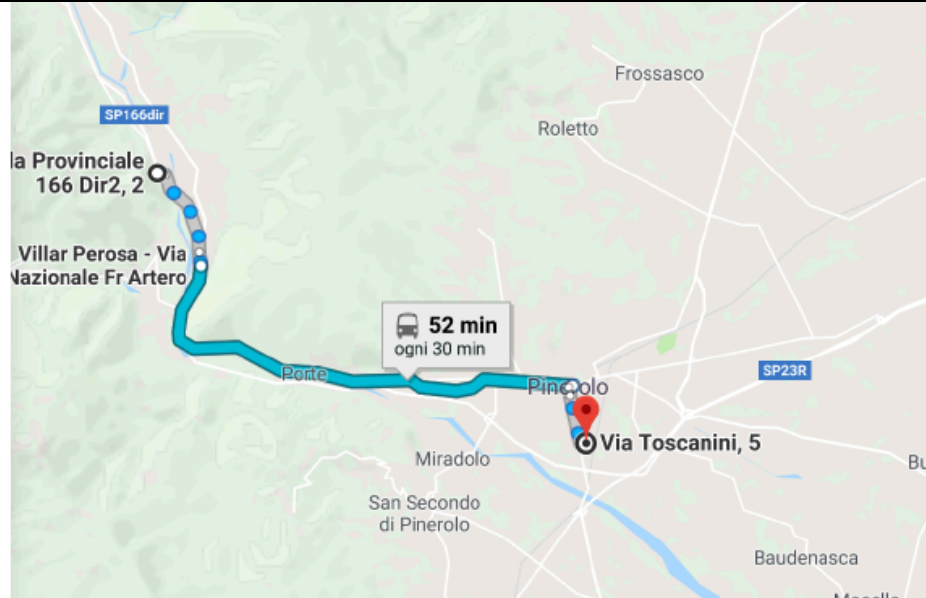 Frossasco
SP166dir
Roletto
la Provinciale
166 Dir2, 2
Villar Perosa - Via
Nazionale Fr Artero
52 min
ogni 30 min
Porte
Pinerolo
SP23R
Via Toscanini, 5
Miradolo
Bu
San Secondo
di Pinerolo
Baudenasca